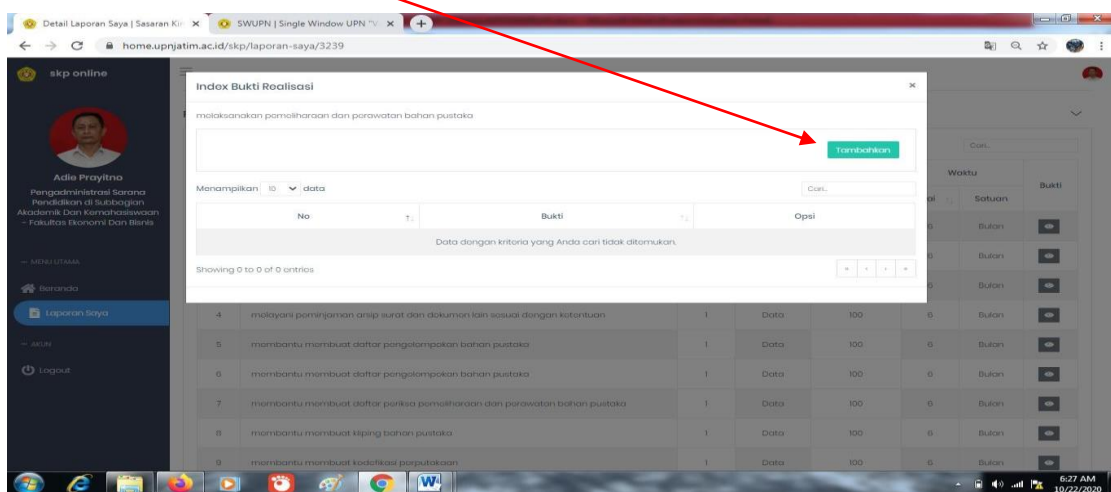 Detail Laporan Saya | Sasaran Kin
SWUPN | Single Window UPN "V
home.upnjatim.ac.id/skp/laporan-saya/3239
skp online
Index Bukti Realisasi
melaksanakan pemeliharaan dan perawatan bahan pustaka
Tambahkan
Cari..
Adie Prayitno
Pengadministrasi Sarana
Pendidikan di Subbagian
Akademik Dan Kemahasiswaan
- Fakultas Ekonomi Dan Bisnis
Menampilkan 10 data
Cari..
Waktu
Bukti
No Bukti Opsi
ai Satuan
Data dengan kriteria yang Anda cari tidak ditemukan.
6 Bulan
Showing 0 to 0 of 0 entries
« ‹ › »
6 Bulan
— MENU UTAMA
Beranda
6 Bulan
Laporan Saya
4 melayani peminjaman arsip surat dan dokumen lain sesuai dengan ketentuan 1 Data 100 6 Bulan
— AKUN
5 membantu membuat daftar pengelompokan bahan pustaka 1 Data 100 6 Bulan
Logout
6 membantu membuat daftar pengelompokan bahan pustaka 1 Data 100 6 Bulan
7 membantu membuat daftar periksa pemeliharaan dan perawatan bahan pustaka 1 Data 100 6 Bulan
8 membantu membuat kliping bahan pustaka 1 Data 100 6 Bulan
9 membantu membuat kodefikasi perputakaan 1 Data 100 6 Bulan
6:27 AM
10/22/2020